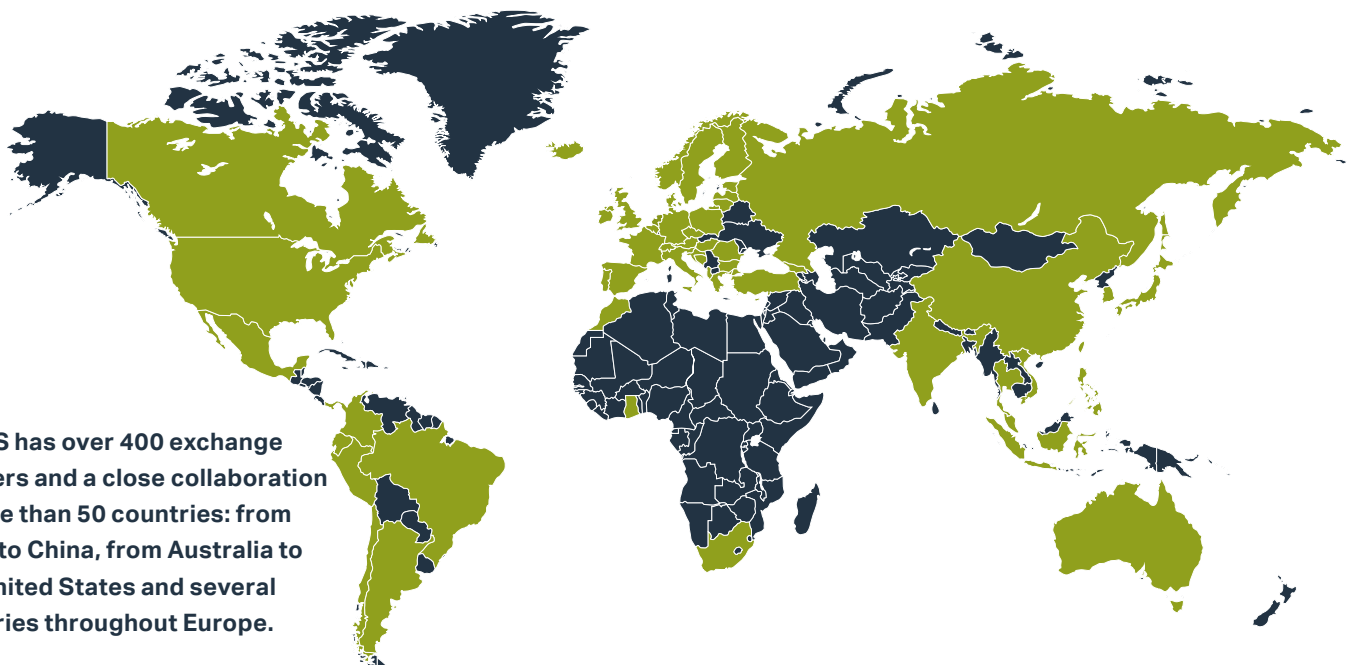 S has over 400 exchange
ers and a close collaboration
e than 50 countries: from
to China, from Australia to
nited States and several
ries throughout Europe.